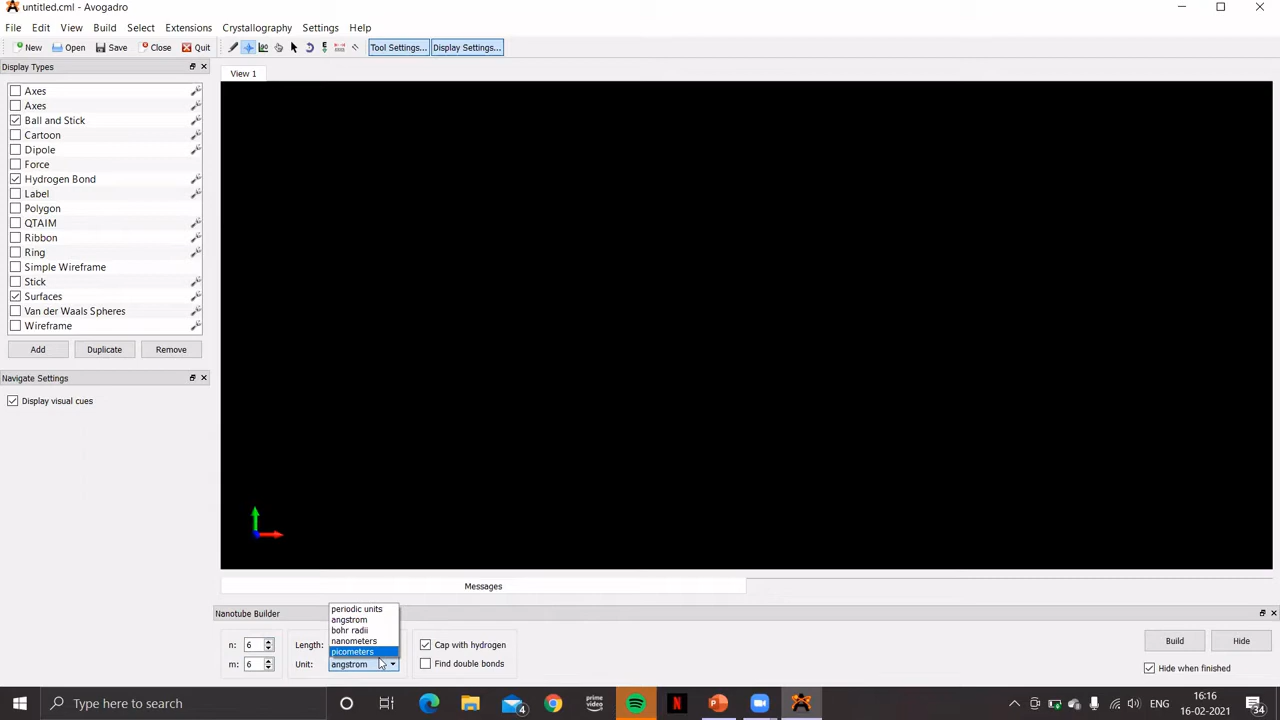 untitled.cml - Avogadro
File Edit View Build Select Extensions Crystallography Settings Help
New Open Save Close Quit Tool Settings... Display Settings...
Display Types
View 1
Axes
Axes
Ball and Stick
Cartoon
Dipole
Force
Hydrogen Bond
Label
Polygon
QTAIM
Ribbon
Ring
Simple Wireframe
Stick
Surfaces
Van der Waals Spheres
Wireframe
Add Duplicate Remove
Navigate Settings
Display visual cues
Messages
Nanotube Builder
periodic units
angstrom
bohr radii
nanometers
picometers
n: 6 Length: Cap with hydrogen Build Hide
m: 6 Unit: angstrom Find double bonds Hide when finished
Type here to search
4
prime
video
N
P
ENG
16:16
16-02-2021
34